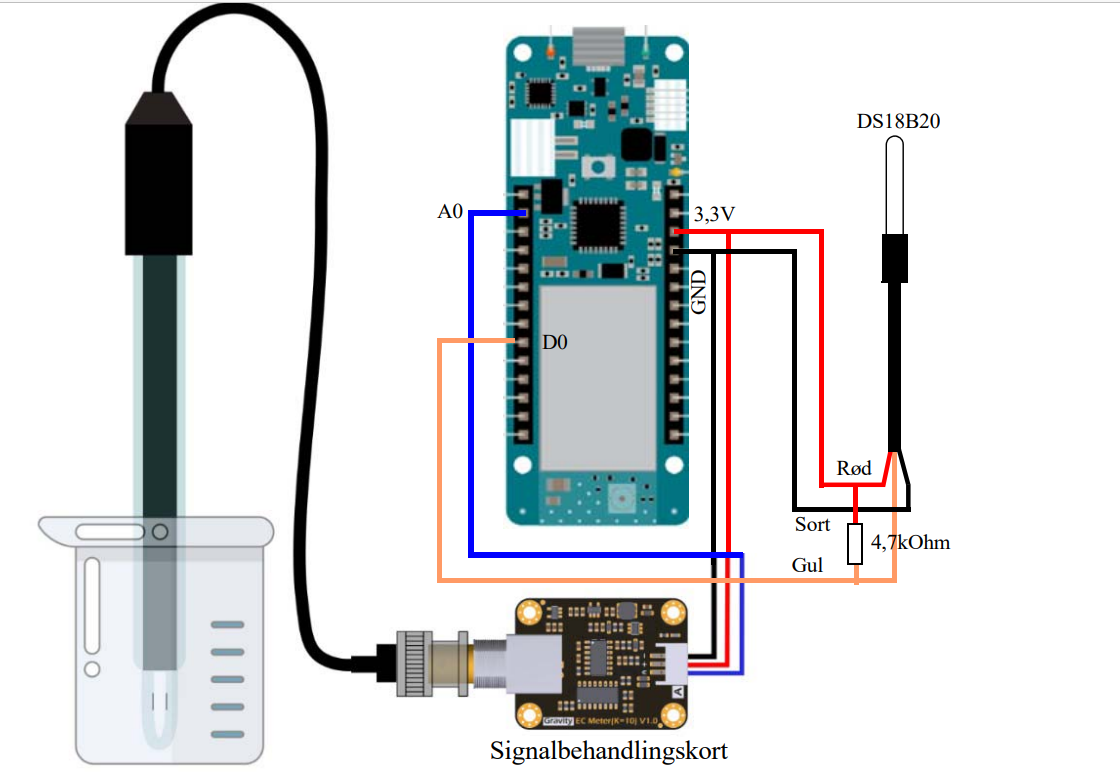 DS18B20
A0
3,3V
GND
D0
Rød
Sort
4,7kOhm
Gul
A
Gravity EC Meter(K=10) V1.0
Signalbehandlingskort